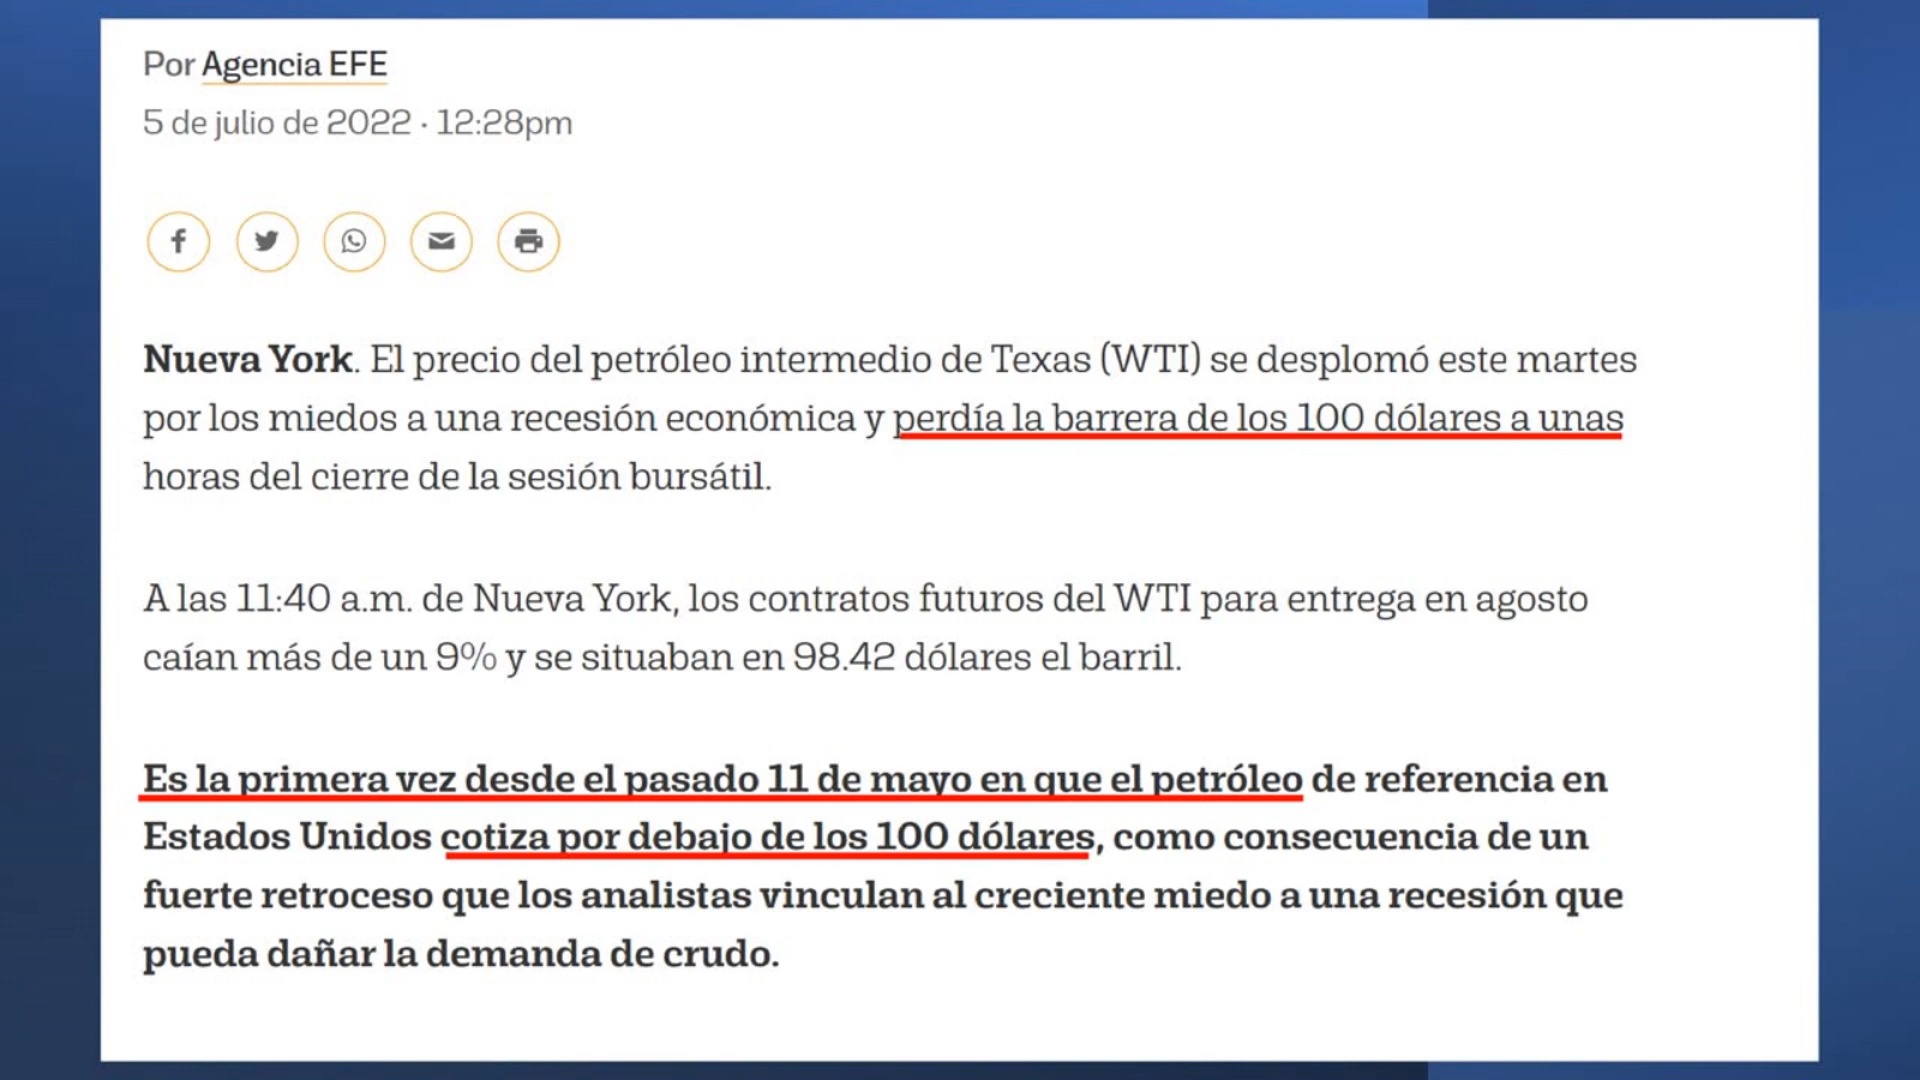 Por Agencia EFE
5 de julio de 2022 · 12:28pm
Nueva York. El precio del petróleo intermedio de Texas (WTI) se desplomó este martes
por los miedos a una recesión económica y perdía la barrera de los 100 dólares a unas
horas del cierre de la sesión bursátil.
A las 11:40 a.m. de Nueva York, los contratos futuros del WTI para entrega en agosto
caían más de un 9% y se situaban en 98.42 dólares el barril.
Es la primera vez desde el pasado 11 de mayo en que el petróleo de referencia en
Estados Unidos cotiza por debajo de los 100 dólares, como consecuencia de un
fuerte retroceso que los analistas vinculan al creciente miedo a una recesión que
pueda dañar la demanda de crudo.